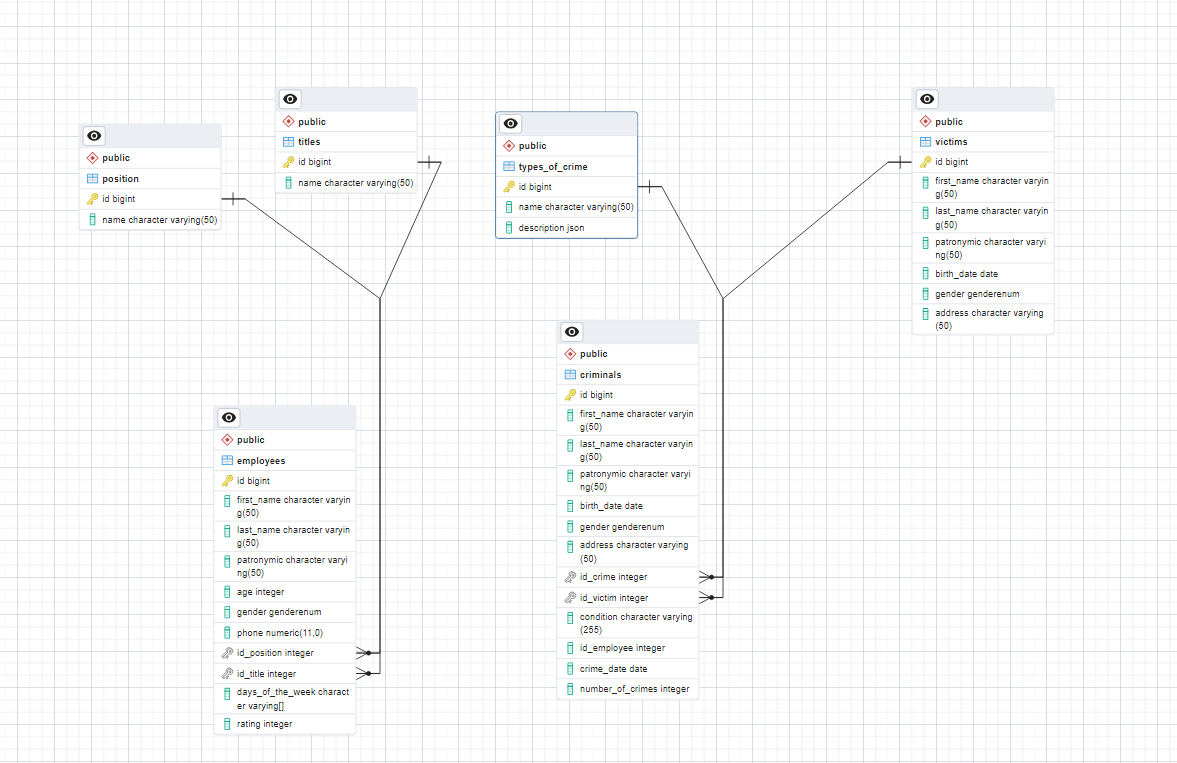 public
position
id bigint
name character varying(50)
public
titles
id bigint
name character varying(50)
public
types_of_crime
id bigint
name character varying(50)
description json
public
victims
id bigint
first_name character varyin
g(50)
last_name character varyin
g(50)
patronymic character varyi
ng(50)
birth_date date
gender genderenum
address character varying
(50)
public
employees
id bigint
first_name character varyin
g(50)
last_name character varyin
g(50)
patronymic character varyi
ng(50)
age integer
gender genderenum
phone numeric(11,0)
id_position integer
id_title integer
days_of_the_week charact
er varying[]
rating integer
public
criminals
id bigint
first_name character varyin
g(50)
last_name character varyin
g(50)
patronymic character varyi
ng(50)
birth_date date
gender genderenum
address character varying
(50)
id_crime integer
id_victim integer
condition character varying
(255)
id_employee integer
crime_date date
number_of_crimes integer